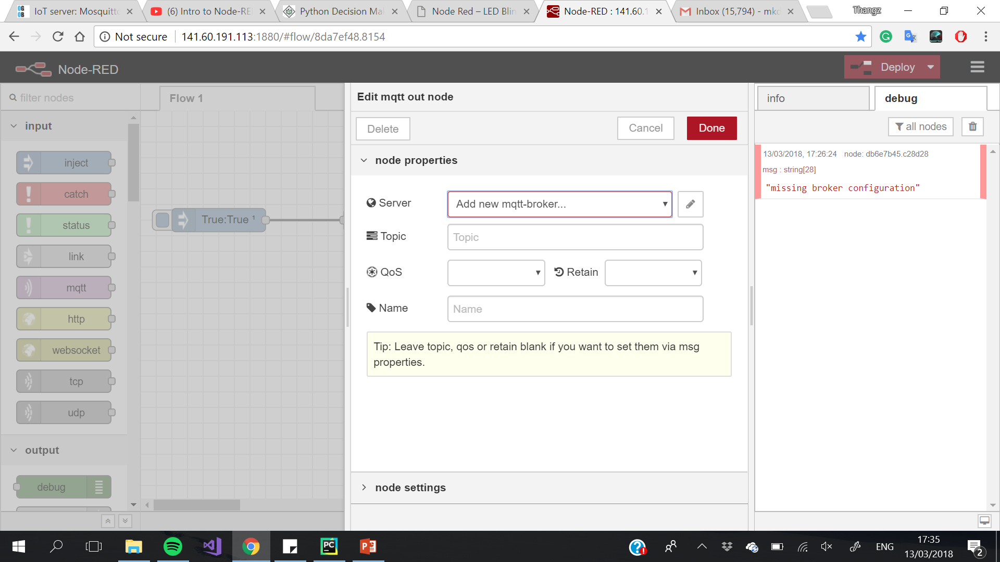 IoT server: Mosquitto
(6) Intro to Node-RE
Python Decision Ma
Node Red – LED Blin
Node-RED : 141.60.1
Inbox (15,794) - mkc
Thangz
Not secure
141.60.191.113:1880/#flow/8da7ef48.8154
Node-RED
Deploy
filter nodes
Flow 1
Edit mqtt out node
info
debug
Delete
Cancel
Done
all nodes
input
inject
catch
status
link
mqtt
http
websocket
tcp
udp
output
debug
True:True ¹
node properties
Server
Add new mqtt-broker...
Topic
Topic
QoS
Retain
Name
Name
Tip: Leave topic, qos or retain blank if you want to set them via msg
properties.
node settings
13/03/2018, 17:26:24 node: db6e7b45.c28d28
msg : string[28]
"missing broker configuration"
ENG
17:35
13/03/2018
2